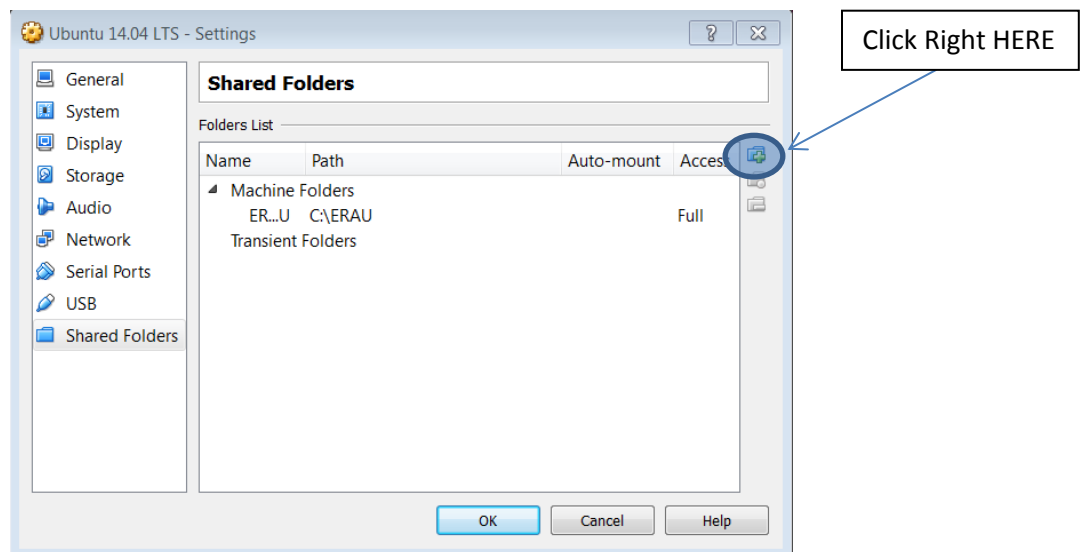 Ubuntu 14.04 LTS - Settings
Click Right HERE
General
System
Display
Storage
Audio
Network
Serial Ports
USB
Shared Folders
Shared Folders
Folders List
Name Path Auto-mount Access
Machine Folders
ER...U C:\ERAU Full
Transient Folders
OK Cancel Help